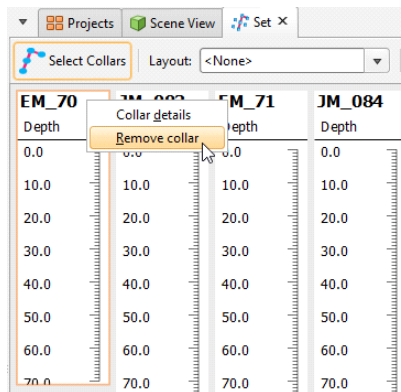 Projects Scene View Set
Select Collars Layout: <None>
EM_70 EM_71 JM_084
Depth Depth
Collar details
Remove collar
0.0 0.0 0.0
10.0 10.0 10.0 10.0
20.0 20.0 20.0 20.0
30.0 30.0 30.0 30.0
40.0 40.0 40.0 40.0
50.0 50.0 50.0 50.0
60.0 60.0 60.0 60.0
70.0 70.0 70.0 70.0